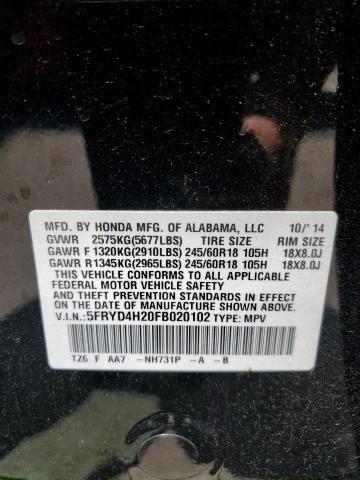 MFD. BY HONDA MFG. OF ALABAMA, LLC 10/'14
GVWR 2575KG(5677LBS) TIRE SIZE RIM SIZE
GAWR F 1320KG(2910LBS) 245/60R18 105H 18X8.0J
GAWR R1345KG(2965LBS) 245/60R18 105H 18X8.0J
THIS VEHICLE CONFORMS TO ALL APPLICABLE
FEDERAL MOTOR VEHICLE SAFETY
AND THEFT PREVENTION STANDARDS IN EFFECT
ON THE DATE OF MANUFACTURE SHOWN ABOVE.
V.I.N.:5FRYD4H20FB020102 TYPE: MPV
TZ6 F AA7 -NH731P -A -B